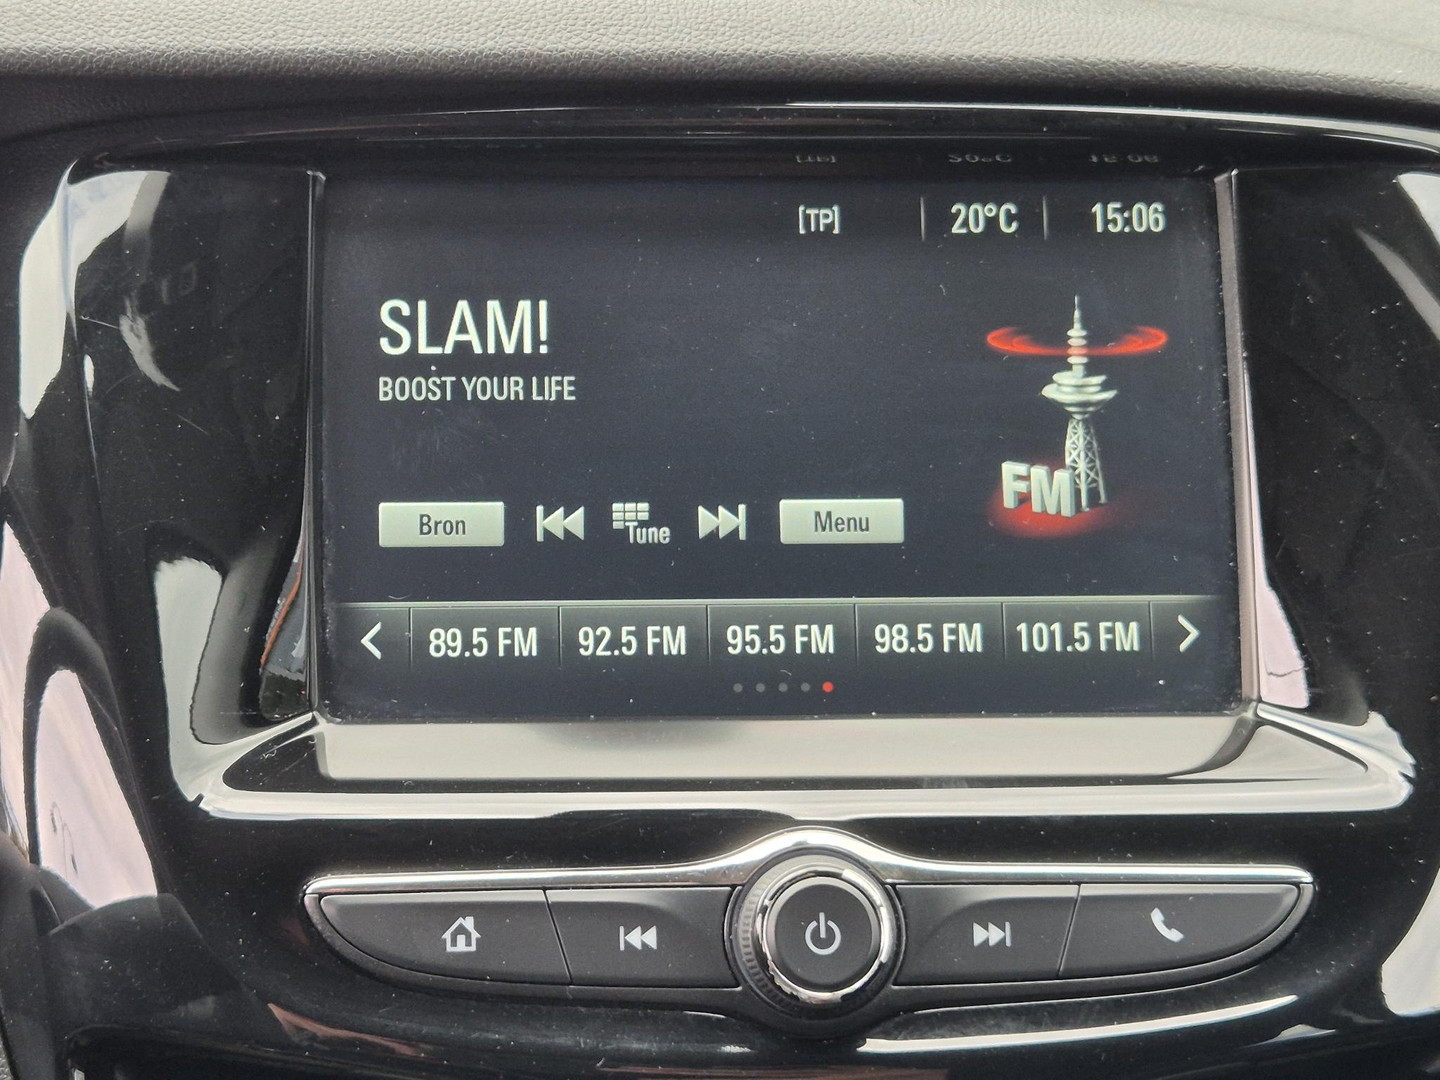 [TP] 20°C 15:06
SLAM!
BOOST YOUR LIFE
FM
Bron Tune Menu
89.5 FM 92.5 FM 95.5 FM 98.5 FM 101.5 FM